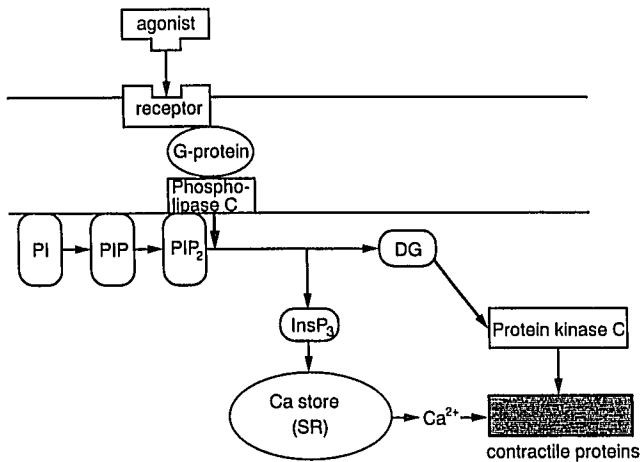 agonist
receptor
G-protein
Phospho-
lipase C
PI
PIP
PIP₂
DG
InsP₃
Protein kinase C
Ca store
(SR)
Ca²⁺
contractile proteins